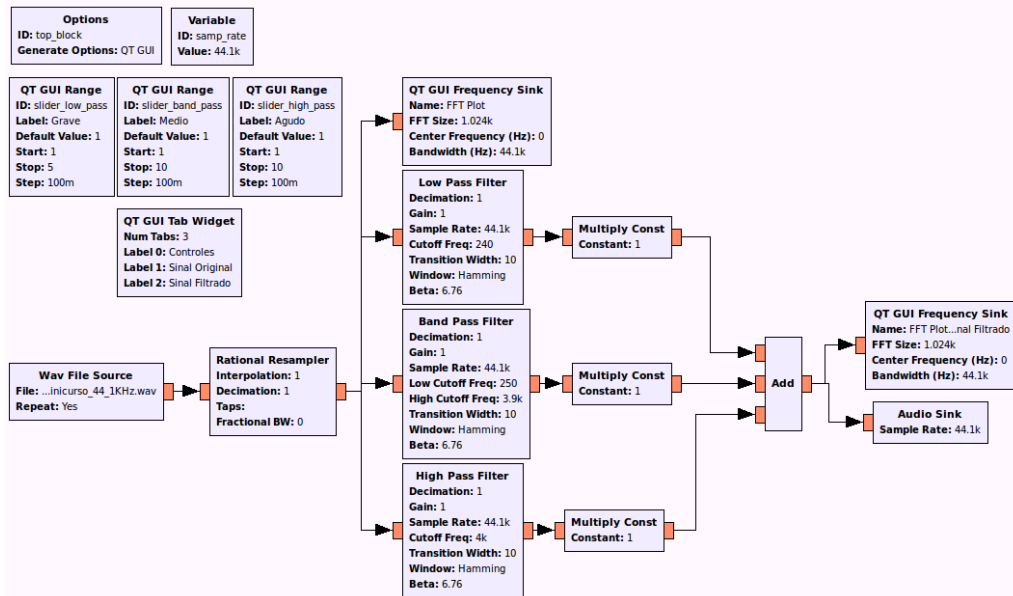 Options
ID: top_block
Generate Options: QT GUI
Variable
ID: samp_rate
Value: 44.1k
QT GUI Range
ID: slider_low_pass
Label: Grave
Default Value: 1
Start: 1
Stop: 5
Step: 100m
QT GUI Range
ID: slider_band_pass
Label: Medio
Default Value: 1
Start: 1
Stop: 10
Step: 100m
QT GUI Range
ID: slider_high_pass
Label: Agudo
Default Value: 1
Start: 1
Stop: 10
Step: 100m
QT GUI Tab Widget
Num Tabs: 3
Label 0: Controles
Label 1: Sinal Original
Label 2: Sinal Filtrado
Wav File Source
File: ...inicurso_44_1KHz.wav
Repeat: Yes
Rational Resampler
Interpolation: 1
Decimation: 1
Taps:
Fractional BW: 0
QT GUI Frequency Sink
Name: FFT Plot
FFT Size: 1.024k
Center Frequency (Hz): 0
Bandwidth (Hz): 44.1k
Low Pass Filter
Decimation: 1
Gain: 1
Sample Rate: 44.1k
Cutoff Freq: 240
Transition Width: 10
Window: Hamming
Beta: 6.76
Multiply Const
Constant: 1
Band Pass Filter
Decimation: 1
Gain: 1
Sample Rate: 44.1k
Low Cutoff Freq: 250
High Cutoff Freq: 3.9k
Transition Width: 10
Window: Hamming
Beta: 6.76
Multiply Const
Constant: 1
High Pass Filter
Decimation: 1
Gain: 1
Sample Rate: 44.1k
Cutoff Freq: 4k
Transition Width: 10
Window: Hamming
Beta: 6.76
Multiply Const
Constant: 1
Add
QT GUI Frequency Sink
Name: FFT Plot...nal Filtrado
FFT Size: 1.024k
Center Frequency (Hz): 0
Bandwidth (Hz): 44.1k
Audio Sink
Sample Rate: 44.1k